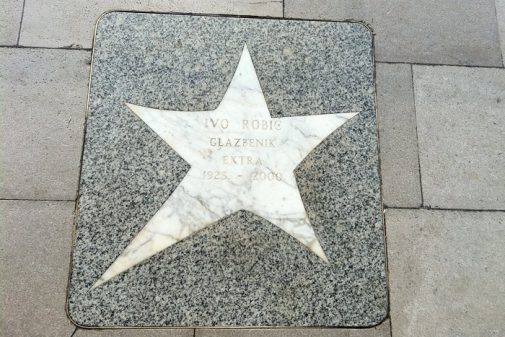 IVO ROBIĆ
GLAZBENIK
EXTRA
1923. - 2000.